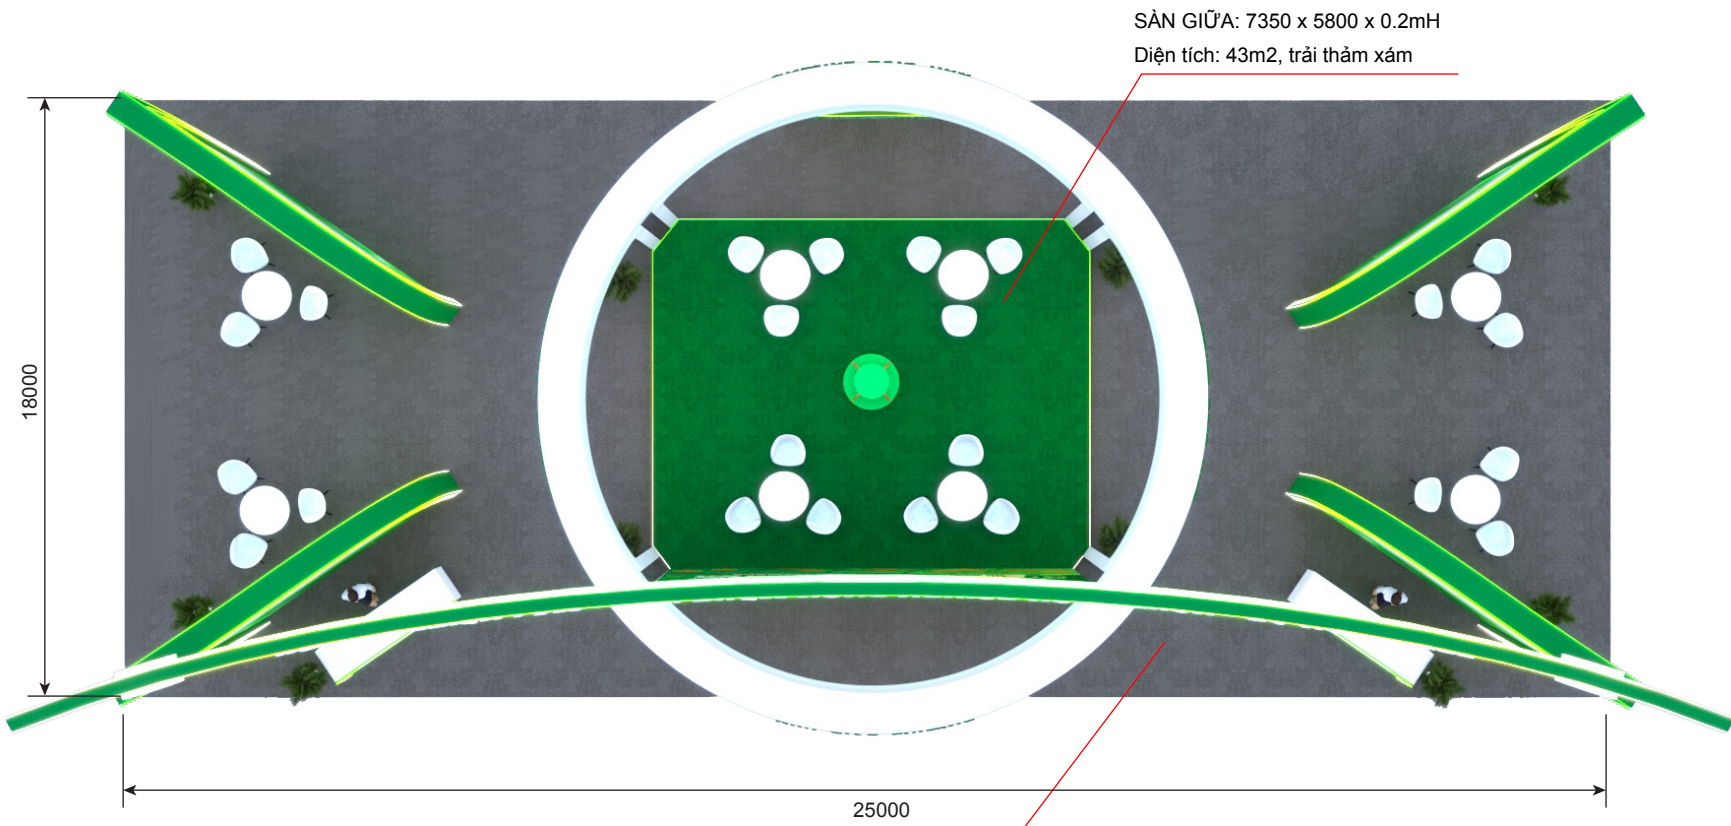 SÀN GIỮA: 7350 x 5800 x 0.2mH
Diện tích: 43m2, trải thảm xám
18000
25000